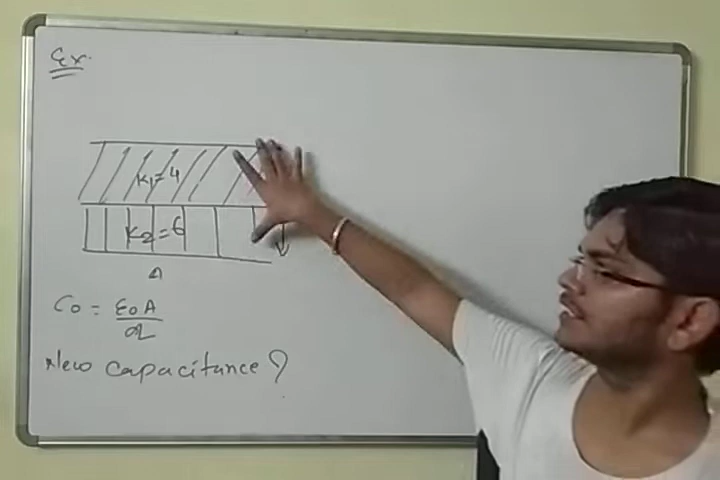 Ex.
K1=4
K2=6
A
C0 = ε0A
d
New capacitance?